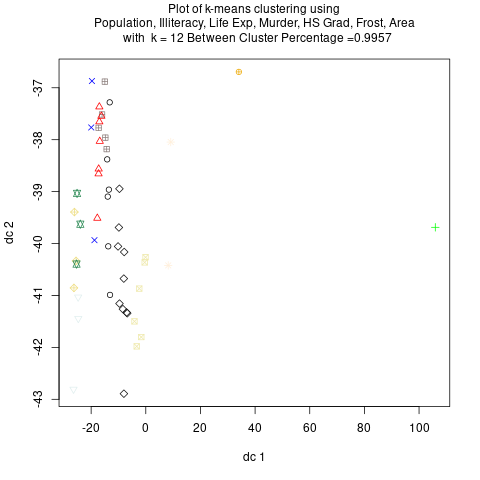 Plot of k-means clustering using
Population, Illiteracy, Life Exp, Murder, HS Grad, Frost, Area
with  k = 12 Between Cluster Percentage =0.9957
-37
-38
-39
-40
-41
-42
-43
dc 2
-20
0
20
40
60
80
100
dc 1